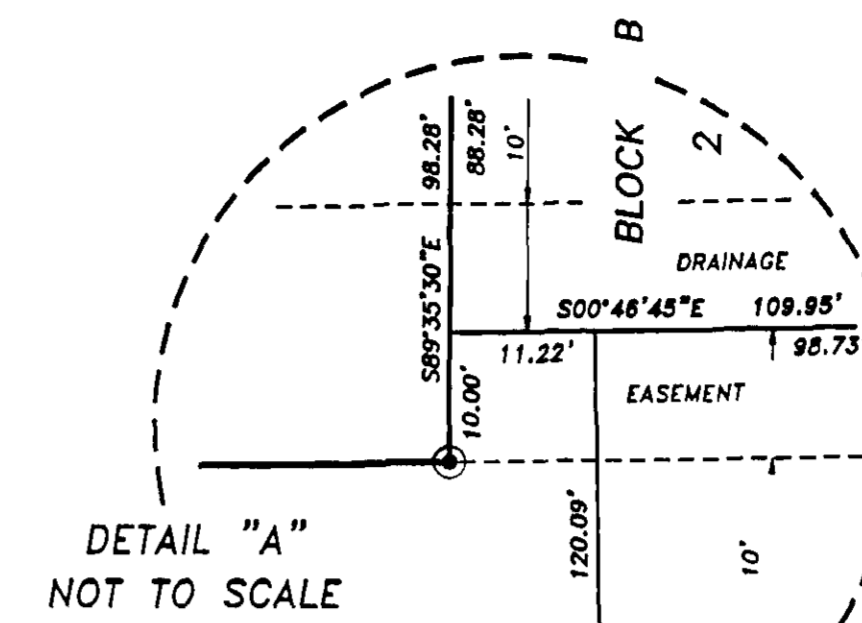 B
BLOCK 2
98.28'
88.28'
10'
DRAINAGE
S89°35'30"E
S00°46'45"E 109.95'
11.22'
98.73
EASEMENT
10.00'
120.09'
10'
DETAIL "A"
NOT TO SCALE